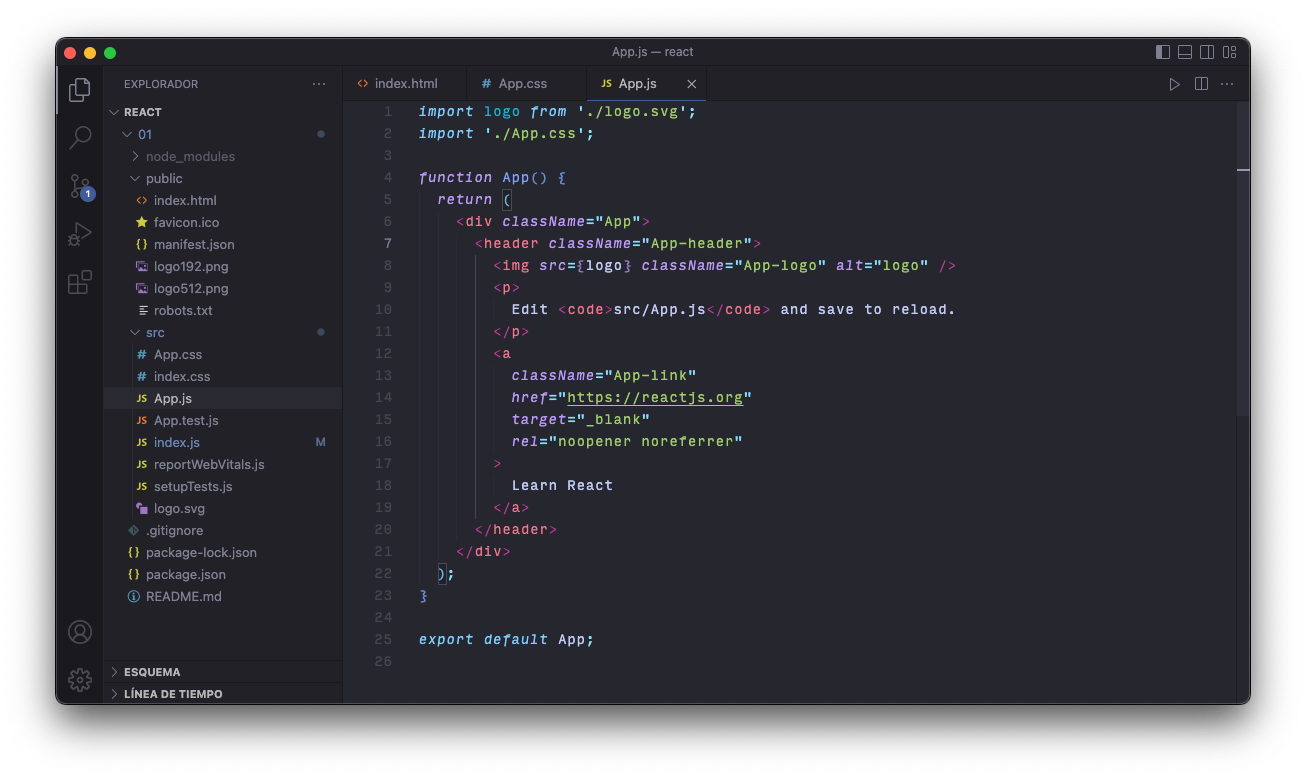 App.js — react
EXPLORADOR
index.html
# App.css
JS App.js
REACT
01
node_modules
public
index.html
favicon.ico
{} manifest.json
logo192.png
logo512.png
robots.txt
src
# App.css
# index.css
JS App.js
JS App.test.js
JS index.js M
JS reportWebVitals.js
JS setupTests.js
logo.svg
.gitignore
{} package-lock.json
{} package.json
README.md
ESQUEMA
LÍNEA DE TIEMPO
1
1 import logo from './logo.svg';
2 import './App.css';
3
4 function App() {
5 return (
6 <div className="App">
7 <header className="App-header">
8 <img src={logo} className="App-logo" alt="logo" />
9 <p>
10 Edit <code>src/App.js</code> and save to reload.
11 </p>
12 <a
13 className="App-link"
14 href="https://reactjs.org"
15 target="_blank"
16 rel="noopener noreferrer"
17 >
18 Learn React
19 </a>
20 </header>
21 </div>
22 );
23 }
24
25 export default App;
26